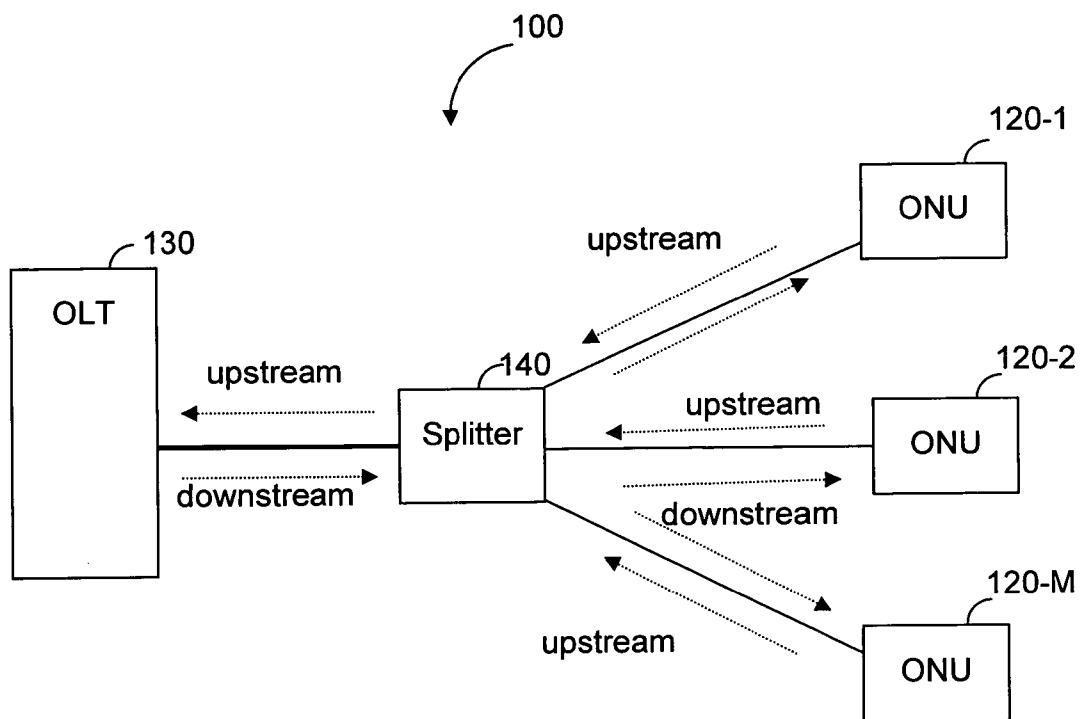 100
120-1
ONU
upstream
130
OLT
140
120-2
upstream
upstream
Splitter
ONU
downstream
downstream
120-M
upstream
ONU